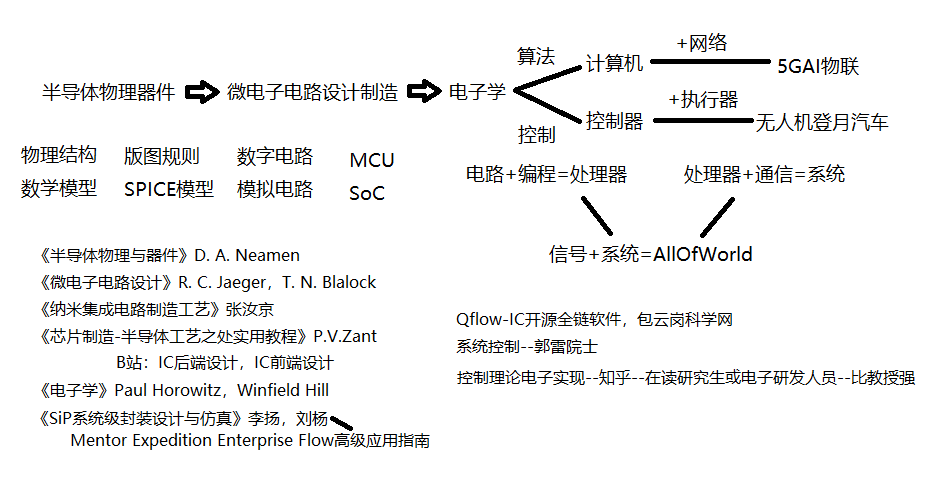 半导体物理器件 微电子电路设计制造 电子学
算法 计算机 +网络 5GAI物联
控制 控制器 +执行器 无人机登月汽车
物理结构 版图规则 数字电路 MCU
数学模型 SPICE模型 模拟电路 SoC
电路+编程=处理器 处理器+通信=系统
信号+系统=AllOfWorld
《半导体物理与器件》D. A. Neamen
《微电子电路设计》R. C. Jaeger，T. N. Blalock
《纳米集成电路制造工艺》张汝京
《芯片制造-半导体工艺之处实用教程》P.V.Zant
B站：IC后端设计，IC前端设计
《电子学》Paul Horowitz，Winfield Hill
《SiP系统级封装设计与仿真》李扬，刘杨
Mentor Expedition Enterprise Flow高级应用指南
Qflow-IC开源全链软件，包云岗科学网
系统控制--郭雷院士
控制理论电子实现--知乎--在读研究生或电子研发人员--比教授强